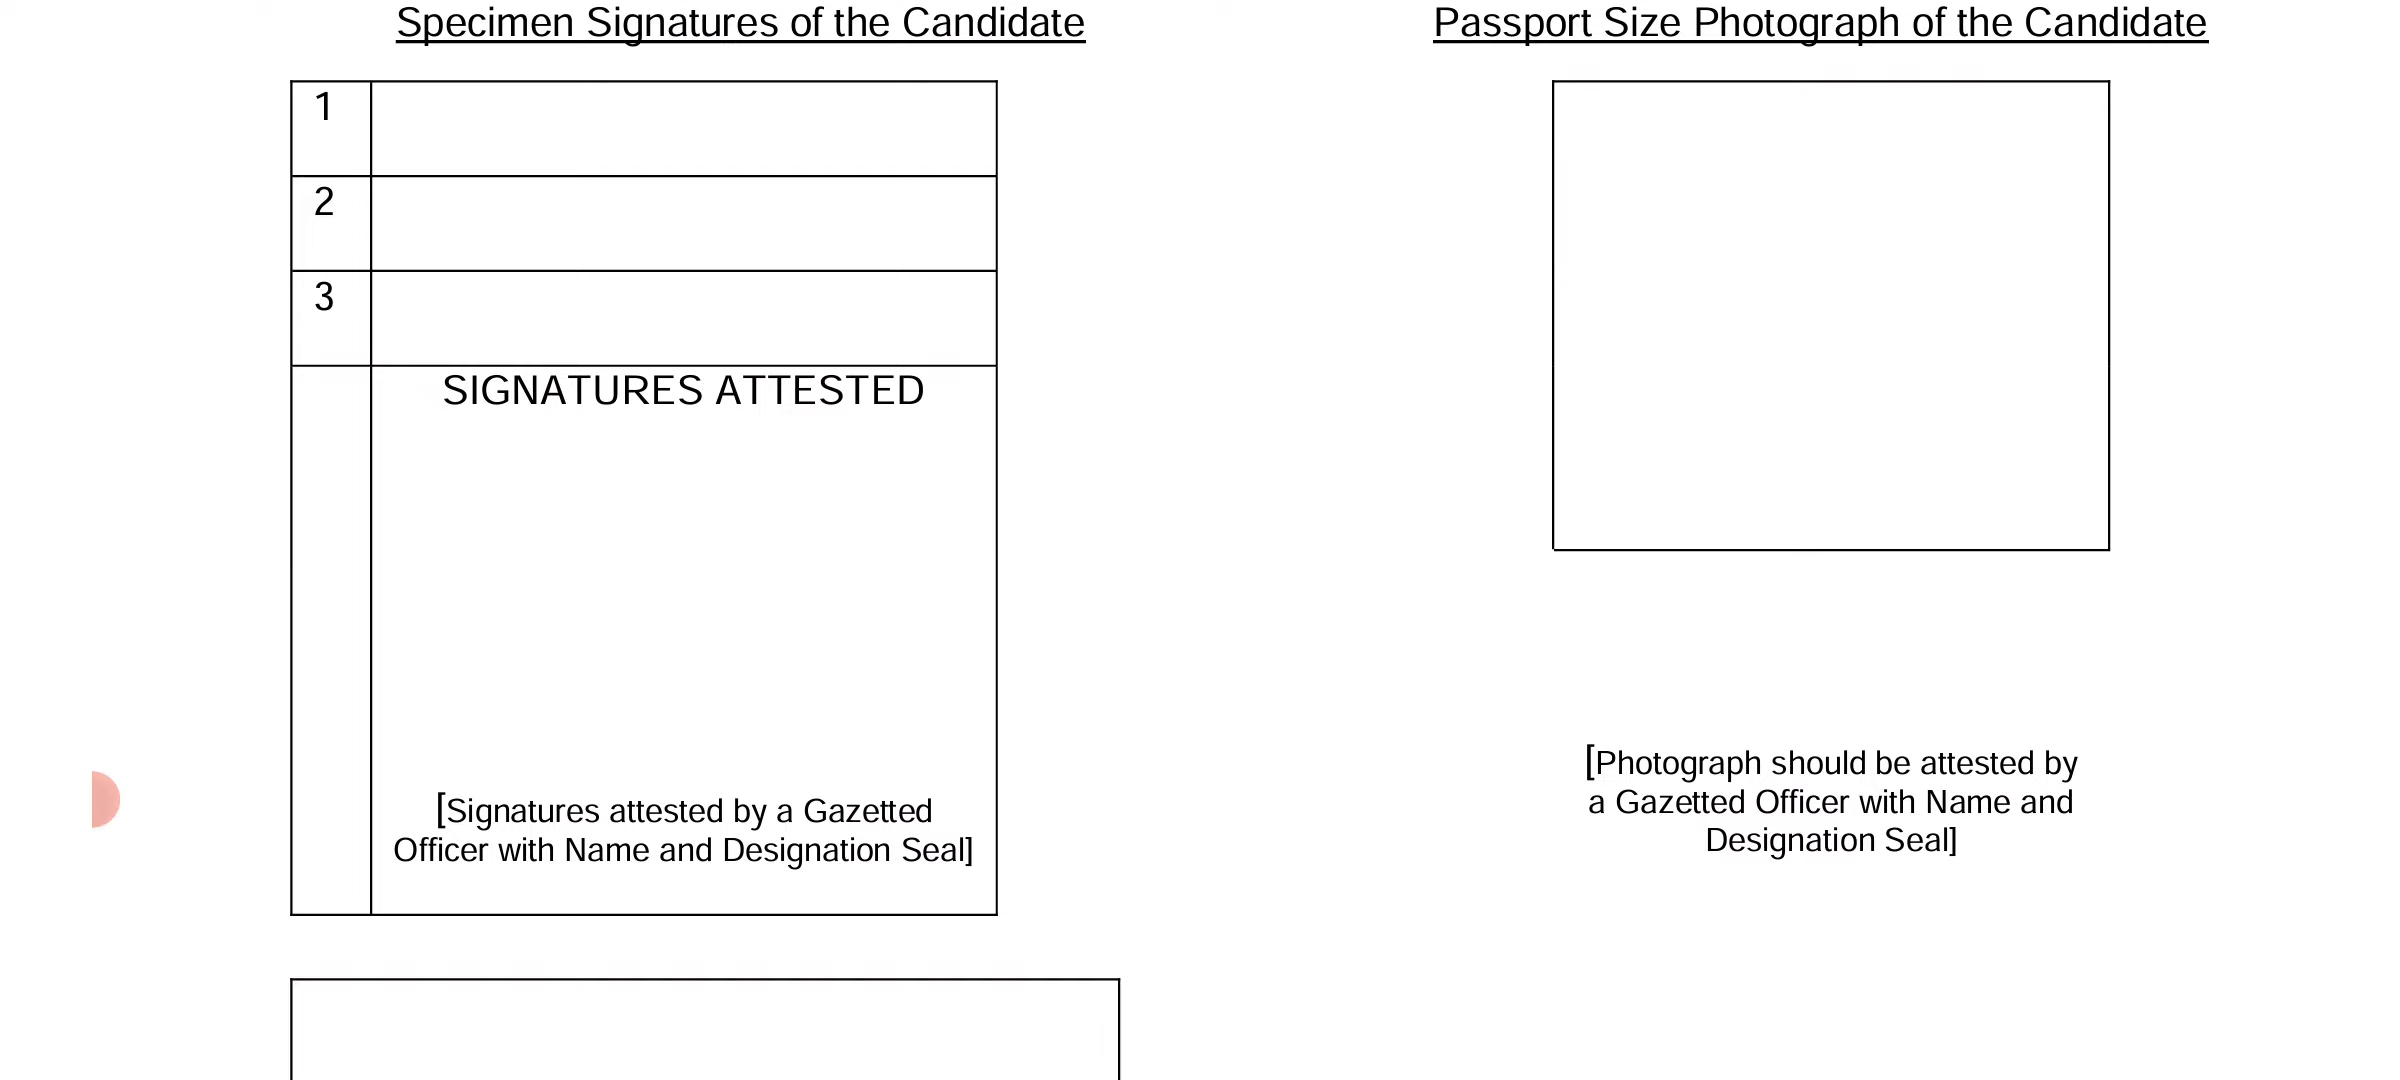 Specimen Signatures of the Candidate
Passport Size Photograph of the Candidate
1
2
3
SIGNATURES ATTESTED
[Signatures attested by a Gazetted
Officer with Name and Designation Seal]
[Photograph should be attested by
a Gazetted Officer with Name and
Designation Seal]